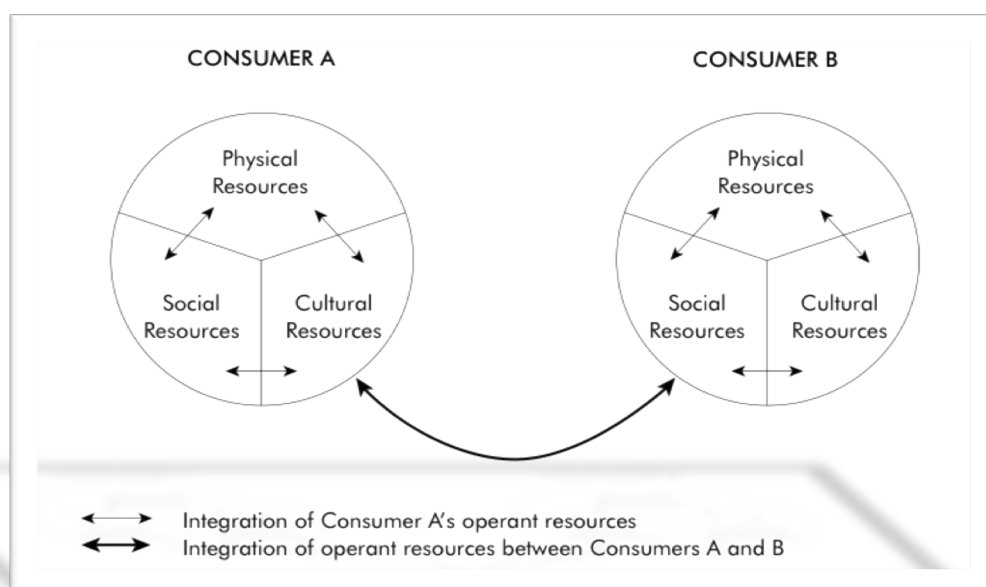 CONSUMER A
CONSUMER B
Physical
Resources
Social
Resources
Cultural
Resources
Physical
Resources
Social
Resources
Cultural
Resources
Integration of Consumer A's operant resources
Integration of operant resources between Consumers A and B